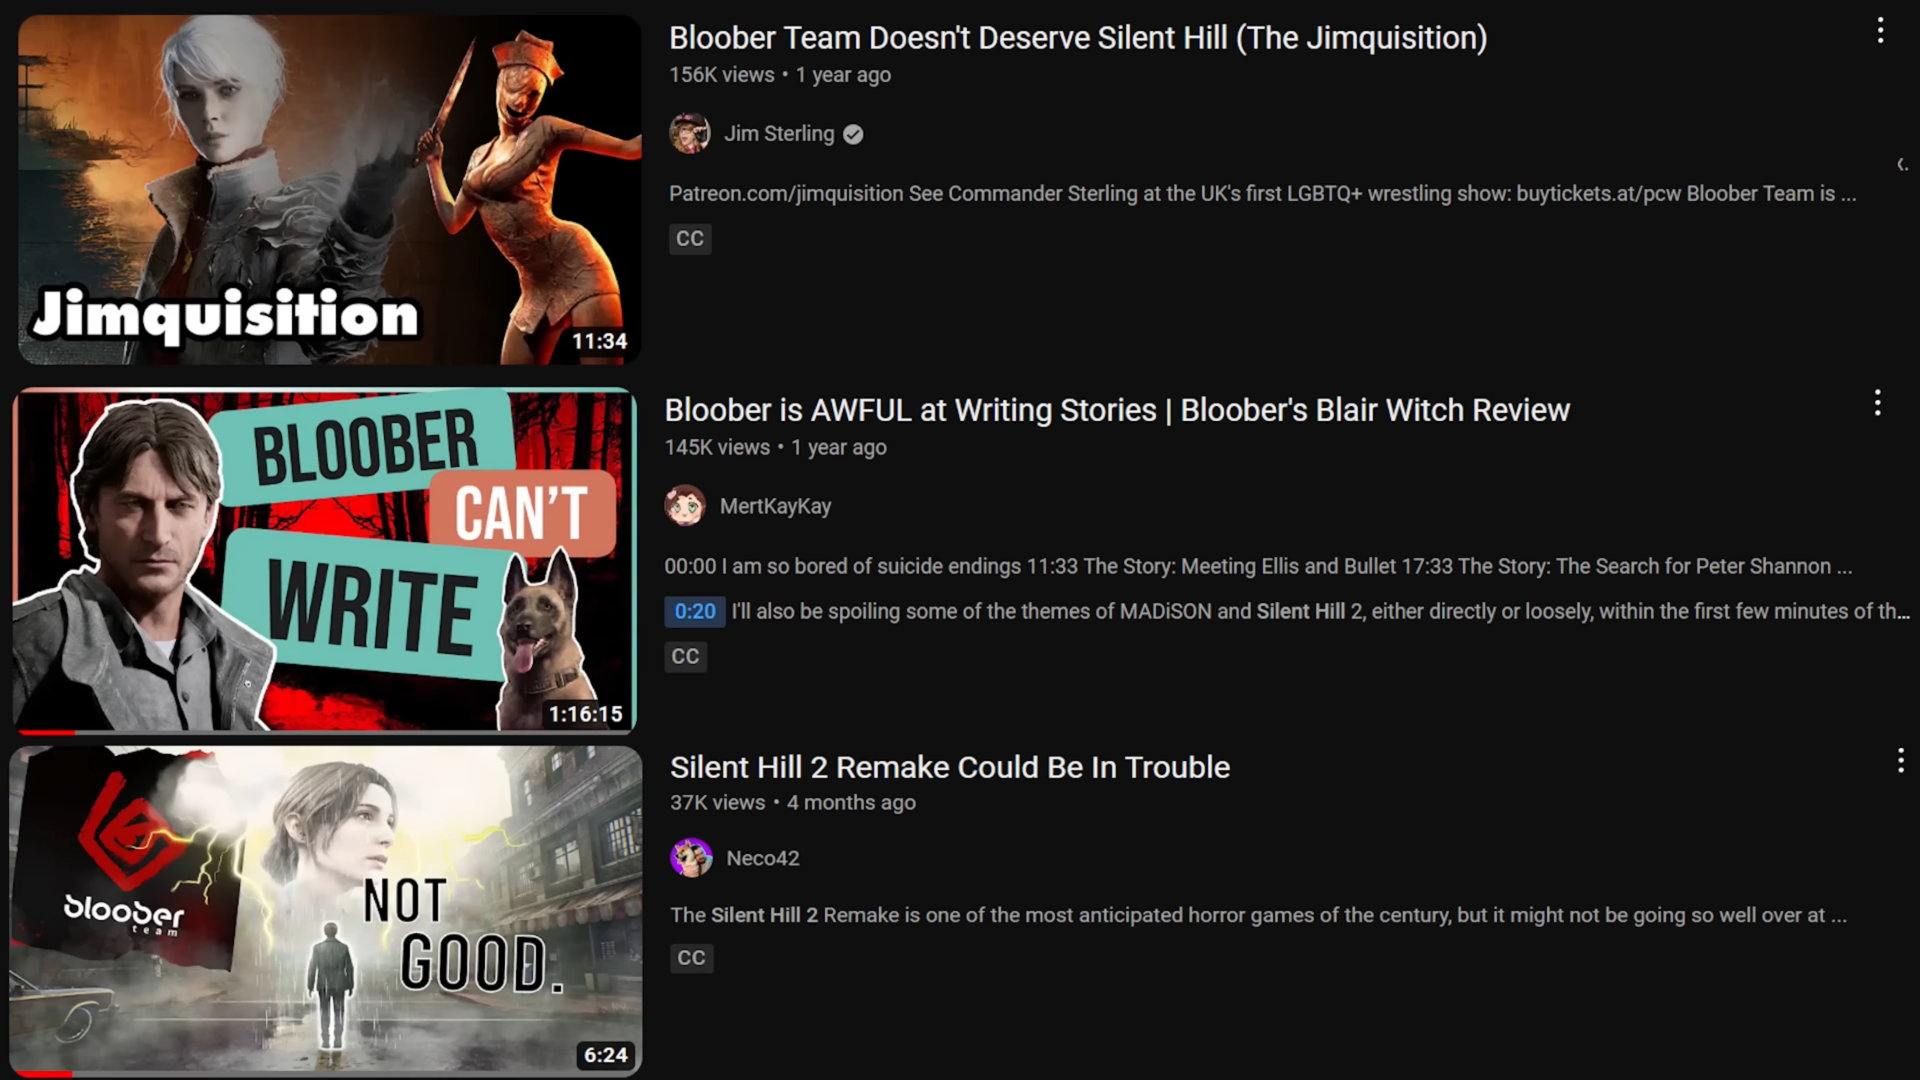 Jimquisition
11:34
Bloober Team Doesn't Deserve Silent Hill (The Jimquisition)
156K views • 1 year ago
Jim Sterling
Patreon.com/jimquisition See Commander Sterling at the UK's first LGBTQ+ wrestling show: buytickets.at/pcw Bloober Team is ...
CC
BLOOBER
CAN'T
WRITE
1:16:15
Bloober is AWFUL at Writing Stories | Bloober's Blair Witch Review
145K views • 1 year ago
MertKayKay
00:00 I am so bored of suicide endings 11:33 The Story: Meeting Ellis and Bullet 17:33 The Story: The Search for Peter Shannon ...
0:20 I'll also be spoiling some of the themes of MADiSON and Silent Hill 2, either directly or loosely, within the first few minutes of th...
CC
bloober
team
NOT
GOOD.
6:24
Silent Hill 2 Remake Could Be In Trouble
37K views • 4 months ago
Neco42
The Silent Hill 2 Remake is one of the most anticipated horror games of the century, but it might not be going so well over at ...
CC